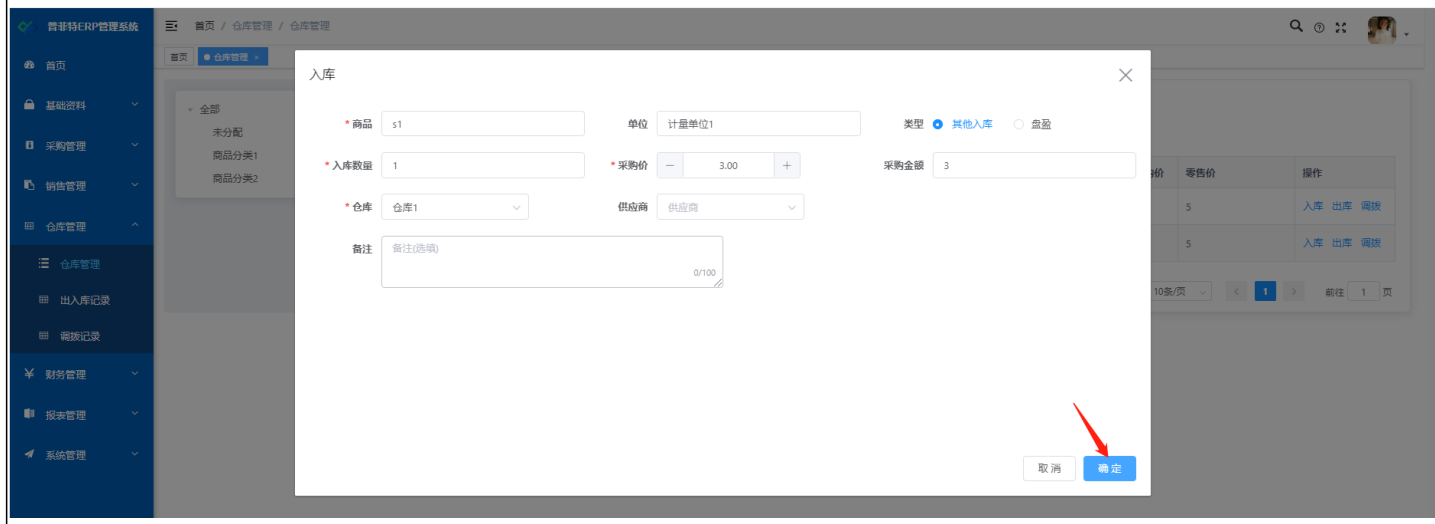 普菲特ERP管理系统
首页 / 仓库管理 / 仓库管理
首页
仓库管理 ×
首页
基础资料
采购管理
销售管理
仓库管理
仓库管理
出入库记录
调拨记录
财务管理
报表管理
系统管理
全部
未分配
商品分类1
商品分类2
入库
* 商品 s1 单位 计量单位1 类型 其他入库 盘盈
* 入库数量 1 * 采购价 − 3.00 + 采购金额 3
* 仓库 仓库1 供应商 供应商
备注 备注(选填)
0/100
取消 确定
价 零售价 操作
5 入库 出库 调拨
5 入库 出库 调拨
10条/页 < 1 > 前往 1 页